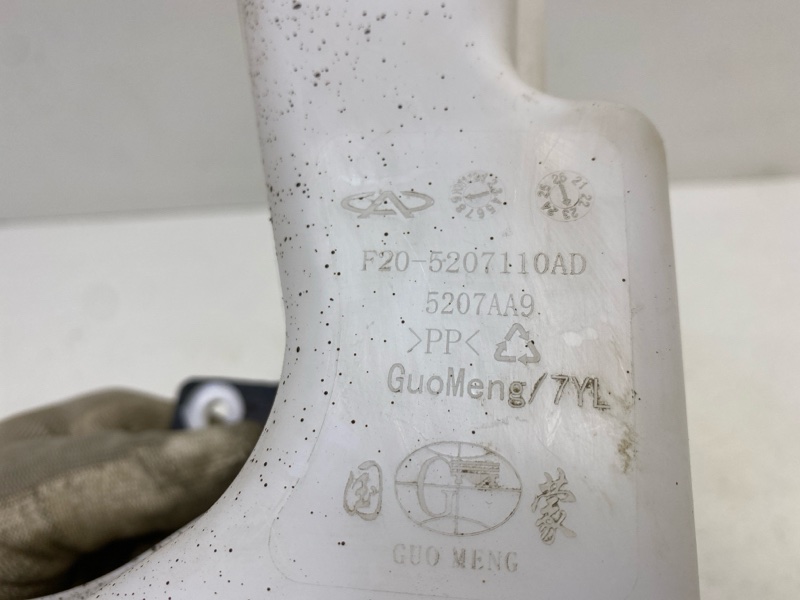 F20-5207110AD
5207AA9
>PP<
GuoMeng/7YL
国 G 蒙
GUO MENG